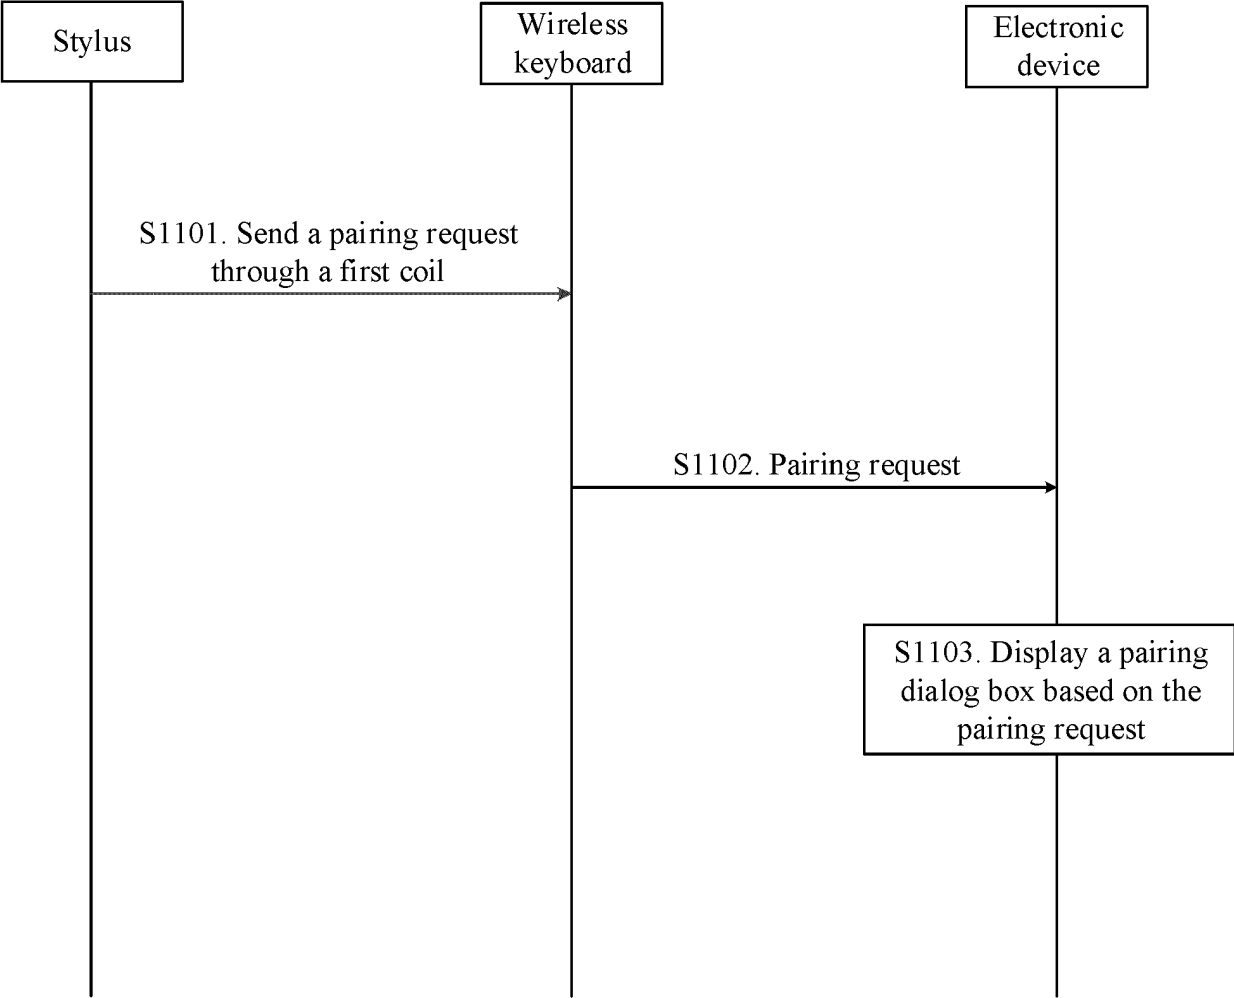 Stylus
Wireless
keyboard
Electronic
device
S1101. Send a pairing request
through a first coil
S1102. Pairing request
S1103. Display a pairing
dialog box based on the
pairing request